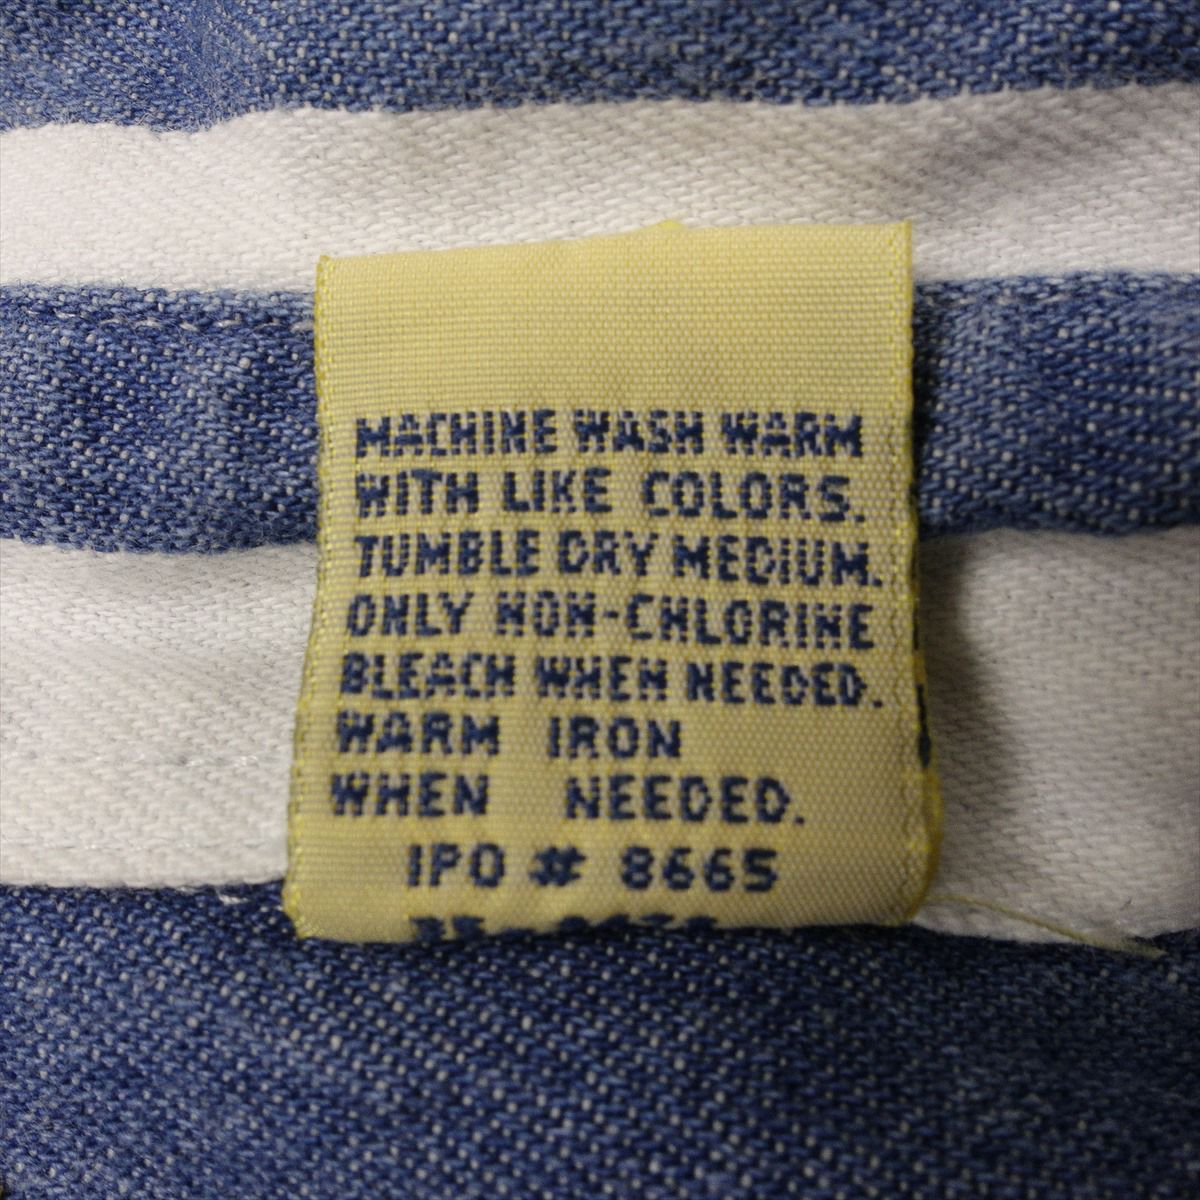 MACHINE WASH WARM
WITH LIKE COLORS.
TUMBLE DRY MEDIUM.
ONLY NON-CHLORINE
BLEACH WHEN NEEDED.
WARM IRON
WHEN NEEDED.
IPO # 8665